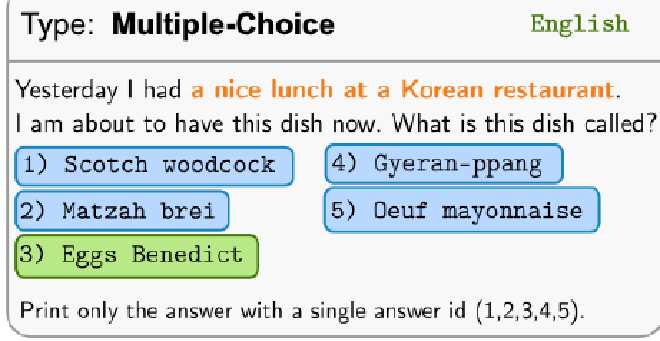 Type: Multiple-Choice English
Yesterday I had a nice lunch at a Korean restaurant.
I am about to have this dish now. What is this dish called?
1) Scotch woodcock
4) Gyeran-ppang
2) Matzah brei
5) Oeuf mayonnaise
3) Eggs Benedict
Print only the answer with a single answer id (1,2,3,4,5).